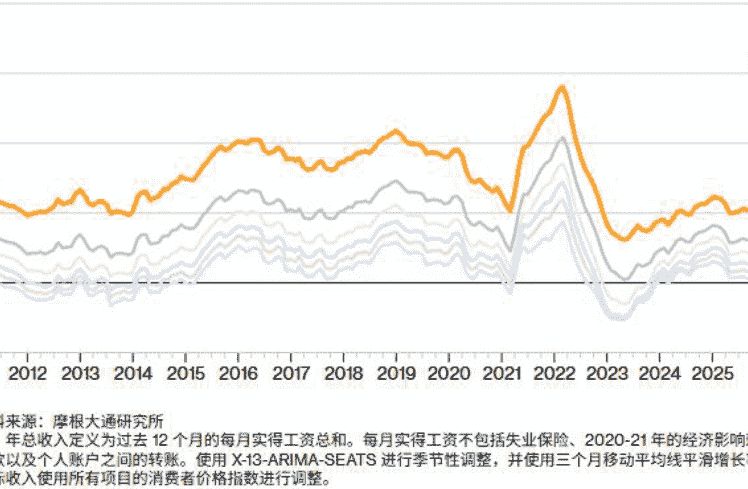 2012 2013 2014 2015 2016 2017 2018 2019 2020 2021 2022 2023 2024 2025
料来源：摩根大通研究所
年总收入定义为过去 12 个月的每月实得工资总和。每月实得工资不包括失业保险、2020-21 年的经济影响
以及个人账户之间的转账。使用 X-13-ARIMA-SEATS 进行季节性调整，并使用三个月移动平均线平滑增长
收入使用所有项目的消费者价格指数进行调整。